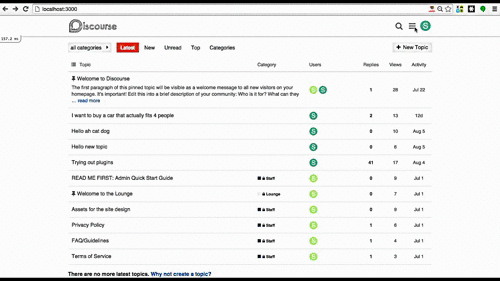 localhost:3000
Discourse
S
257.2 ms
all categories
Latest
New
Unread
Top
Categories
+ New Topic
Topic Category Users Replies Views Activity
Welcome to Discourse
The first paragraph of this pinned topic will be visible as a welcome message to all new visitors on your
homepage. It's important! Edit this into a brief description of your community: Who is it for? What can they
... read more
S S 1 28 Jul 22
I want to buy a car that actually fits 4 people S 2 13 12d
Hello ah cat dog S 0 10 Aug 5
Hello new topic S 0 8 Aug 5
Trying out plugins S 41 17 Aug 4
READ ME FIRST: Admin Quick Start Guide Staff S 0 9 Jul 1
Welcome to the Lounge Lounge S 0 7 Jul 1
Assets for the site design Staff S 0 9 Jul 1
Privacy Policy Staff S 1 6 Jul 1
FAQ/Guidelines Staff S 1 4 Jul 1
Terms of Service Staff S 1 3 Jul 1
There are no more latest topics. Why not create a topic?